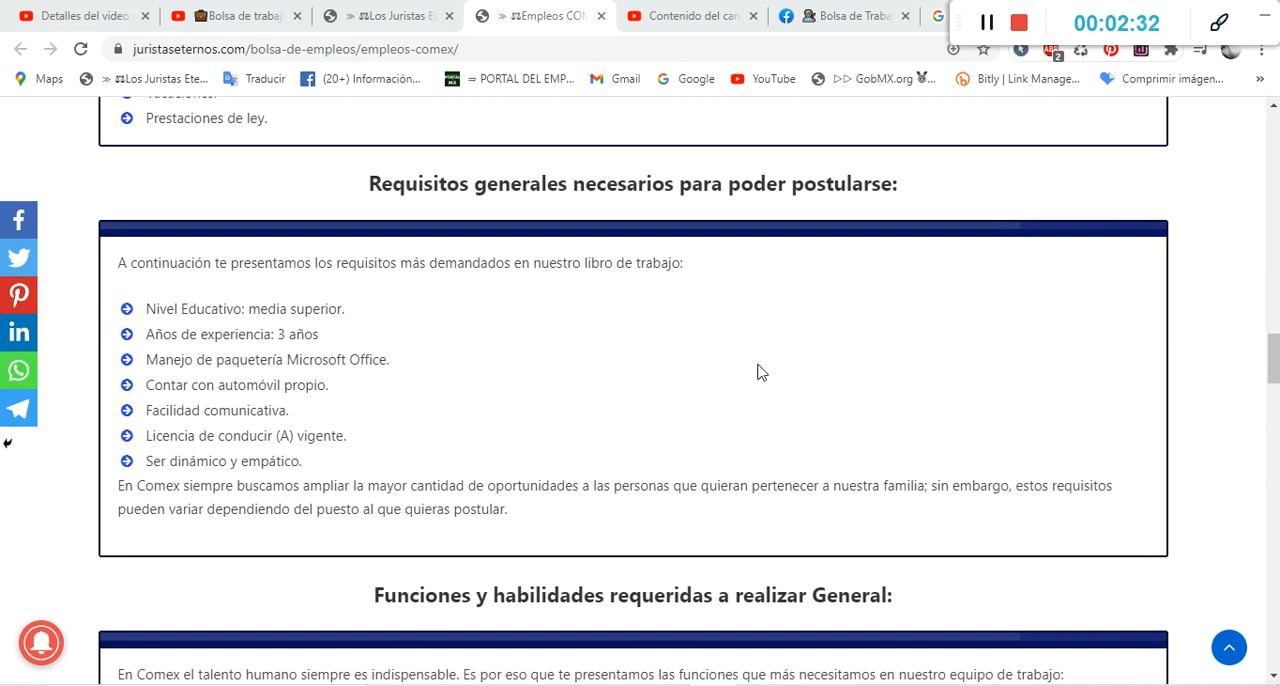 Detalles del video
Bolsa de trabaj
» Los Juristas Et
» Empleos CON
Contenido del can
Bolsa de Traba
00:02:32
juristaseternos.com/bolsa-de-empleos/empleos-comex/
2
Maps
» Los Juristas Ete...
Traducir
(20+) Información...
⇒ PORTAL DEL EMP...
Gmail
Google
YouTube
▷▷ GobMX.org
Bitly | Link Manage...
Comprimir imágen...
»
Prestaciones de ley.
Requisitos generales necesarios para poder postularse:
A continuación te presentamos los requisitos más demandados en nuestro libro de trabajo:
Nivel Educativo: media superior.
Años de experiencia: 3 años
Manejo de paquetería Microsoft Office.
Contar con automóvil propio.
Facilidad comunicativa.
Licencia de conducir (A) vigente.
Ser dinámico y empático.
En Comex siempre buscamos ampliar la mayor cantidad de oportunidades a las personas que quieran pertenecer a nuestra familia; sin embargo, estos requisitos
pueden variar dependiendo del puesto al que quieras postular.
Funciones y habilidades requeridas a realizar General:
En Comex el talento humano siempre es indispensable. Es por eso que te presentamos las funciones que más necesitamos en nuestro equipo de trabajo: